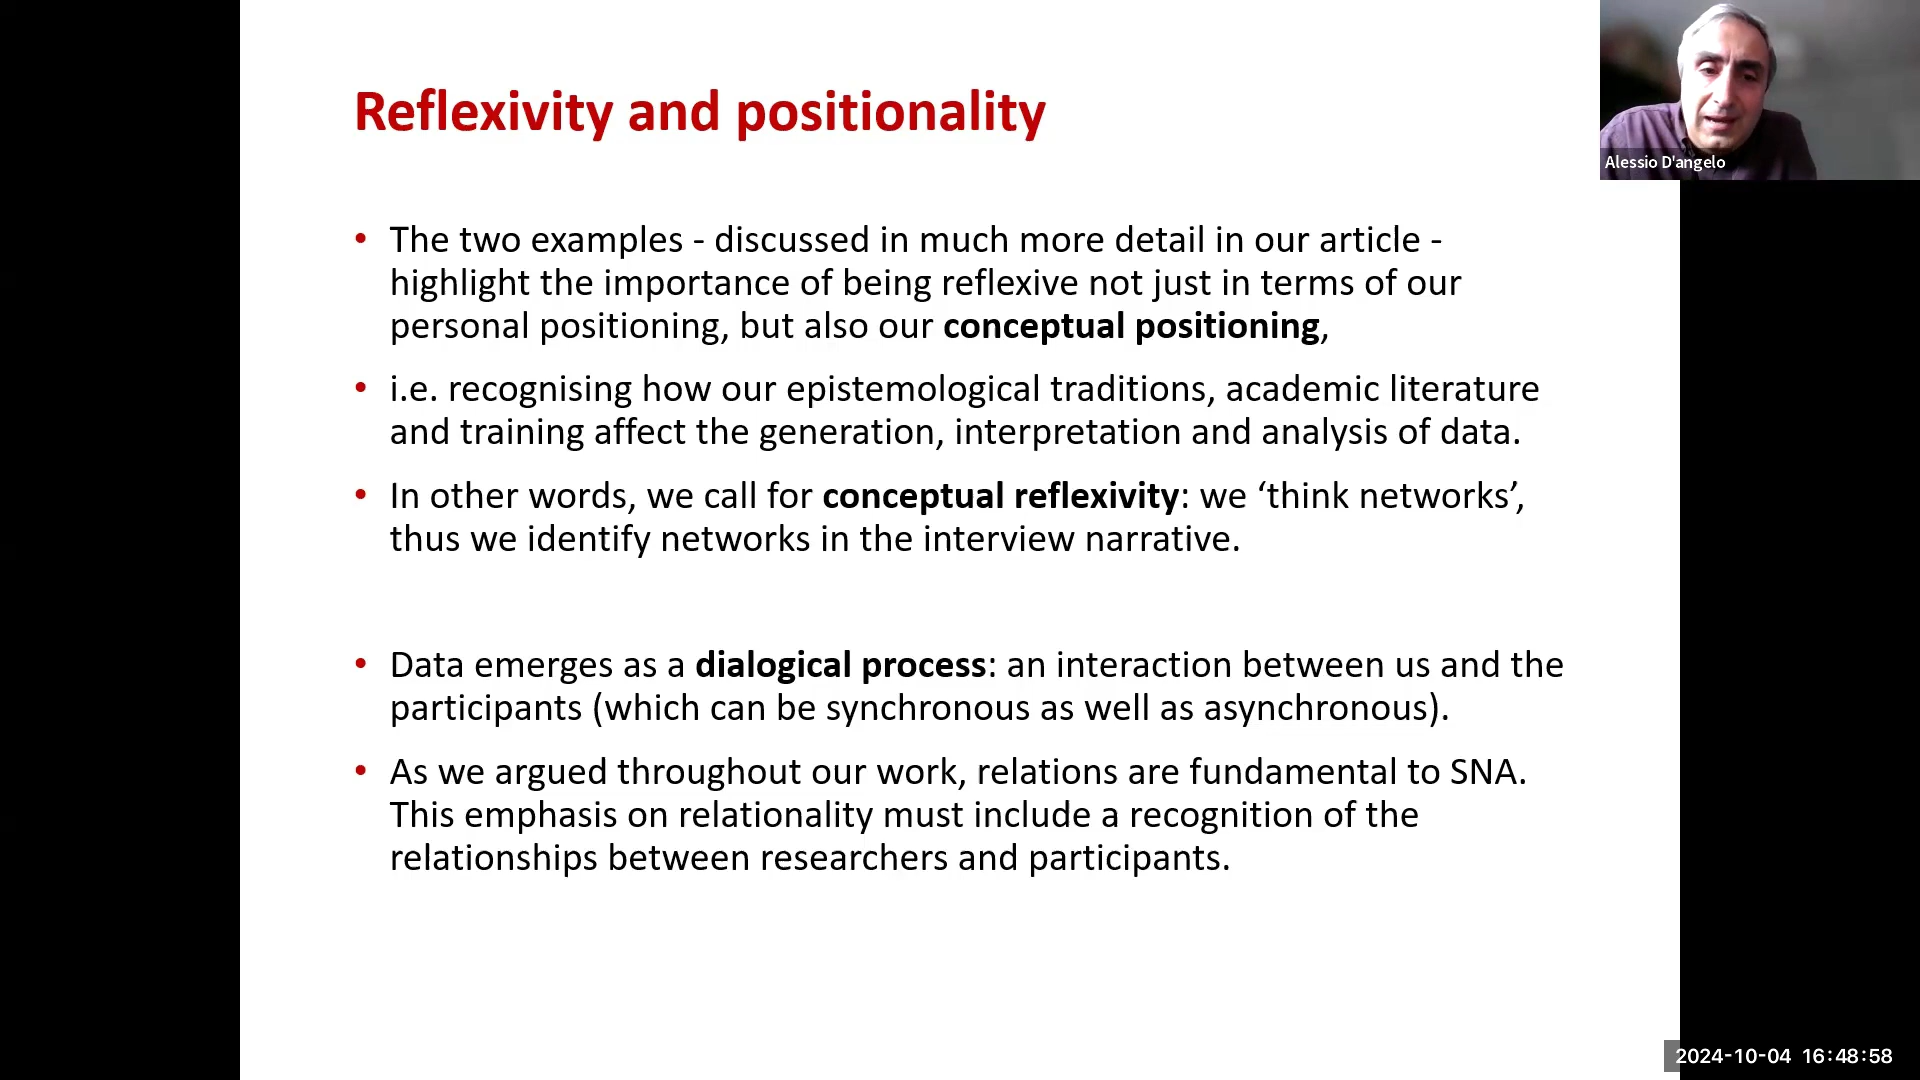 Reflexivity and positionality
Alessio D'angelo
• The two examples - discussed in much more detail in our article -
highlight the importance of being reflexive not just in terms of our
personal positioning, but also our conceptual positioning,
• i.e. recognising how our epistemological traditions, academic literature
and training affect the generation, interpretation and analysis of data.
• In other words, we call for conceptual reflexivity: we ‘think networks’,
thus we identify networks in the interview narrative.
• Data emerges as a dialogical process: an interaction between us and the
participants (which can be synchronous as well as asynchronous).
• As we argued throughout our work, relations are fundamental to SNA.
This emphasis on relationality must include a recognition of the
relationships between researchers and participants.
2024-10-04 16:48:58